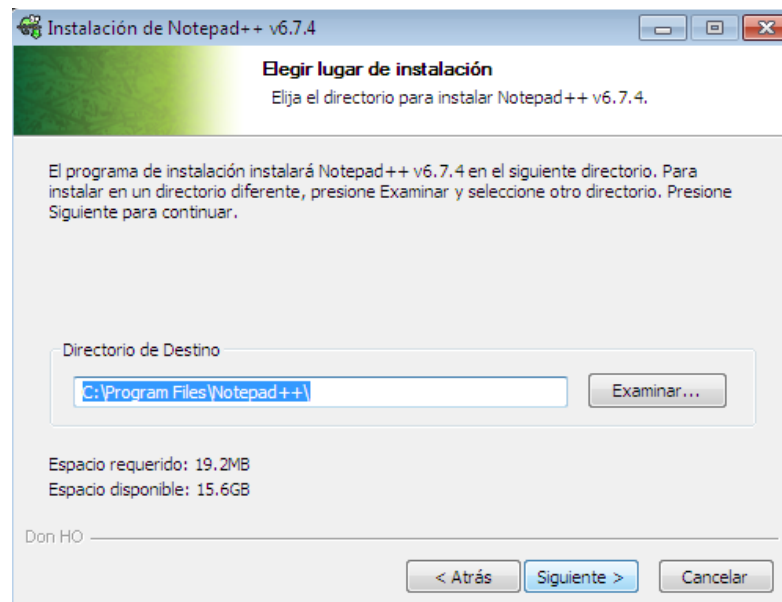 Instalación de Notepad++ v6.7.4
Elegir lugar de instalación
Elija el directorio para instalar Notepad++ v6.7.4.
El programa de instalación instalará Notepad++ v6.7.4 en el siguiente directorio. Para
instalar en un directorio diferente, presione Examinar y seleccione otro directorio. Presione
Siguiente para continuar.
Directorio de Destino
C:\Program Files\Notepad++\
Examinar...
Espacio requerido: 19.2MB
Espacio disponible: 15.6GB
Don HO
< Atrás
Siguiente >
Cancelar